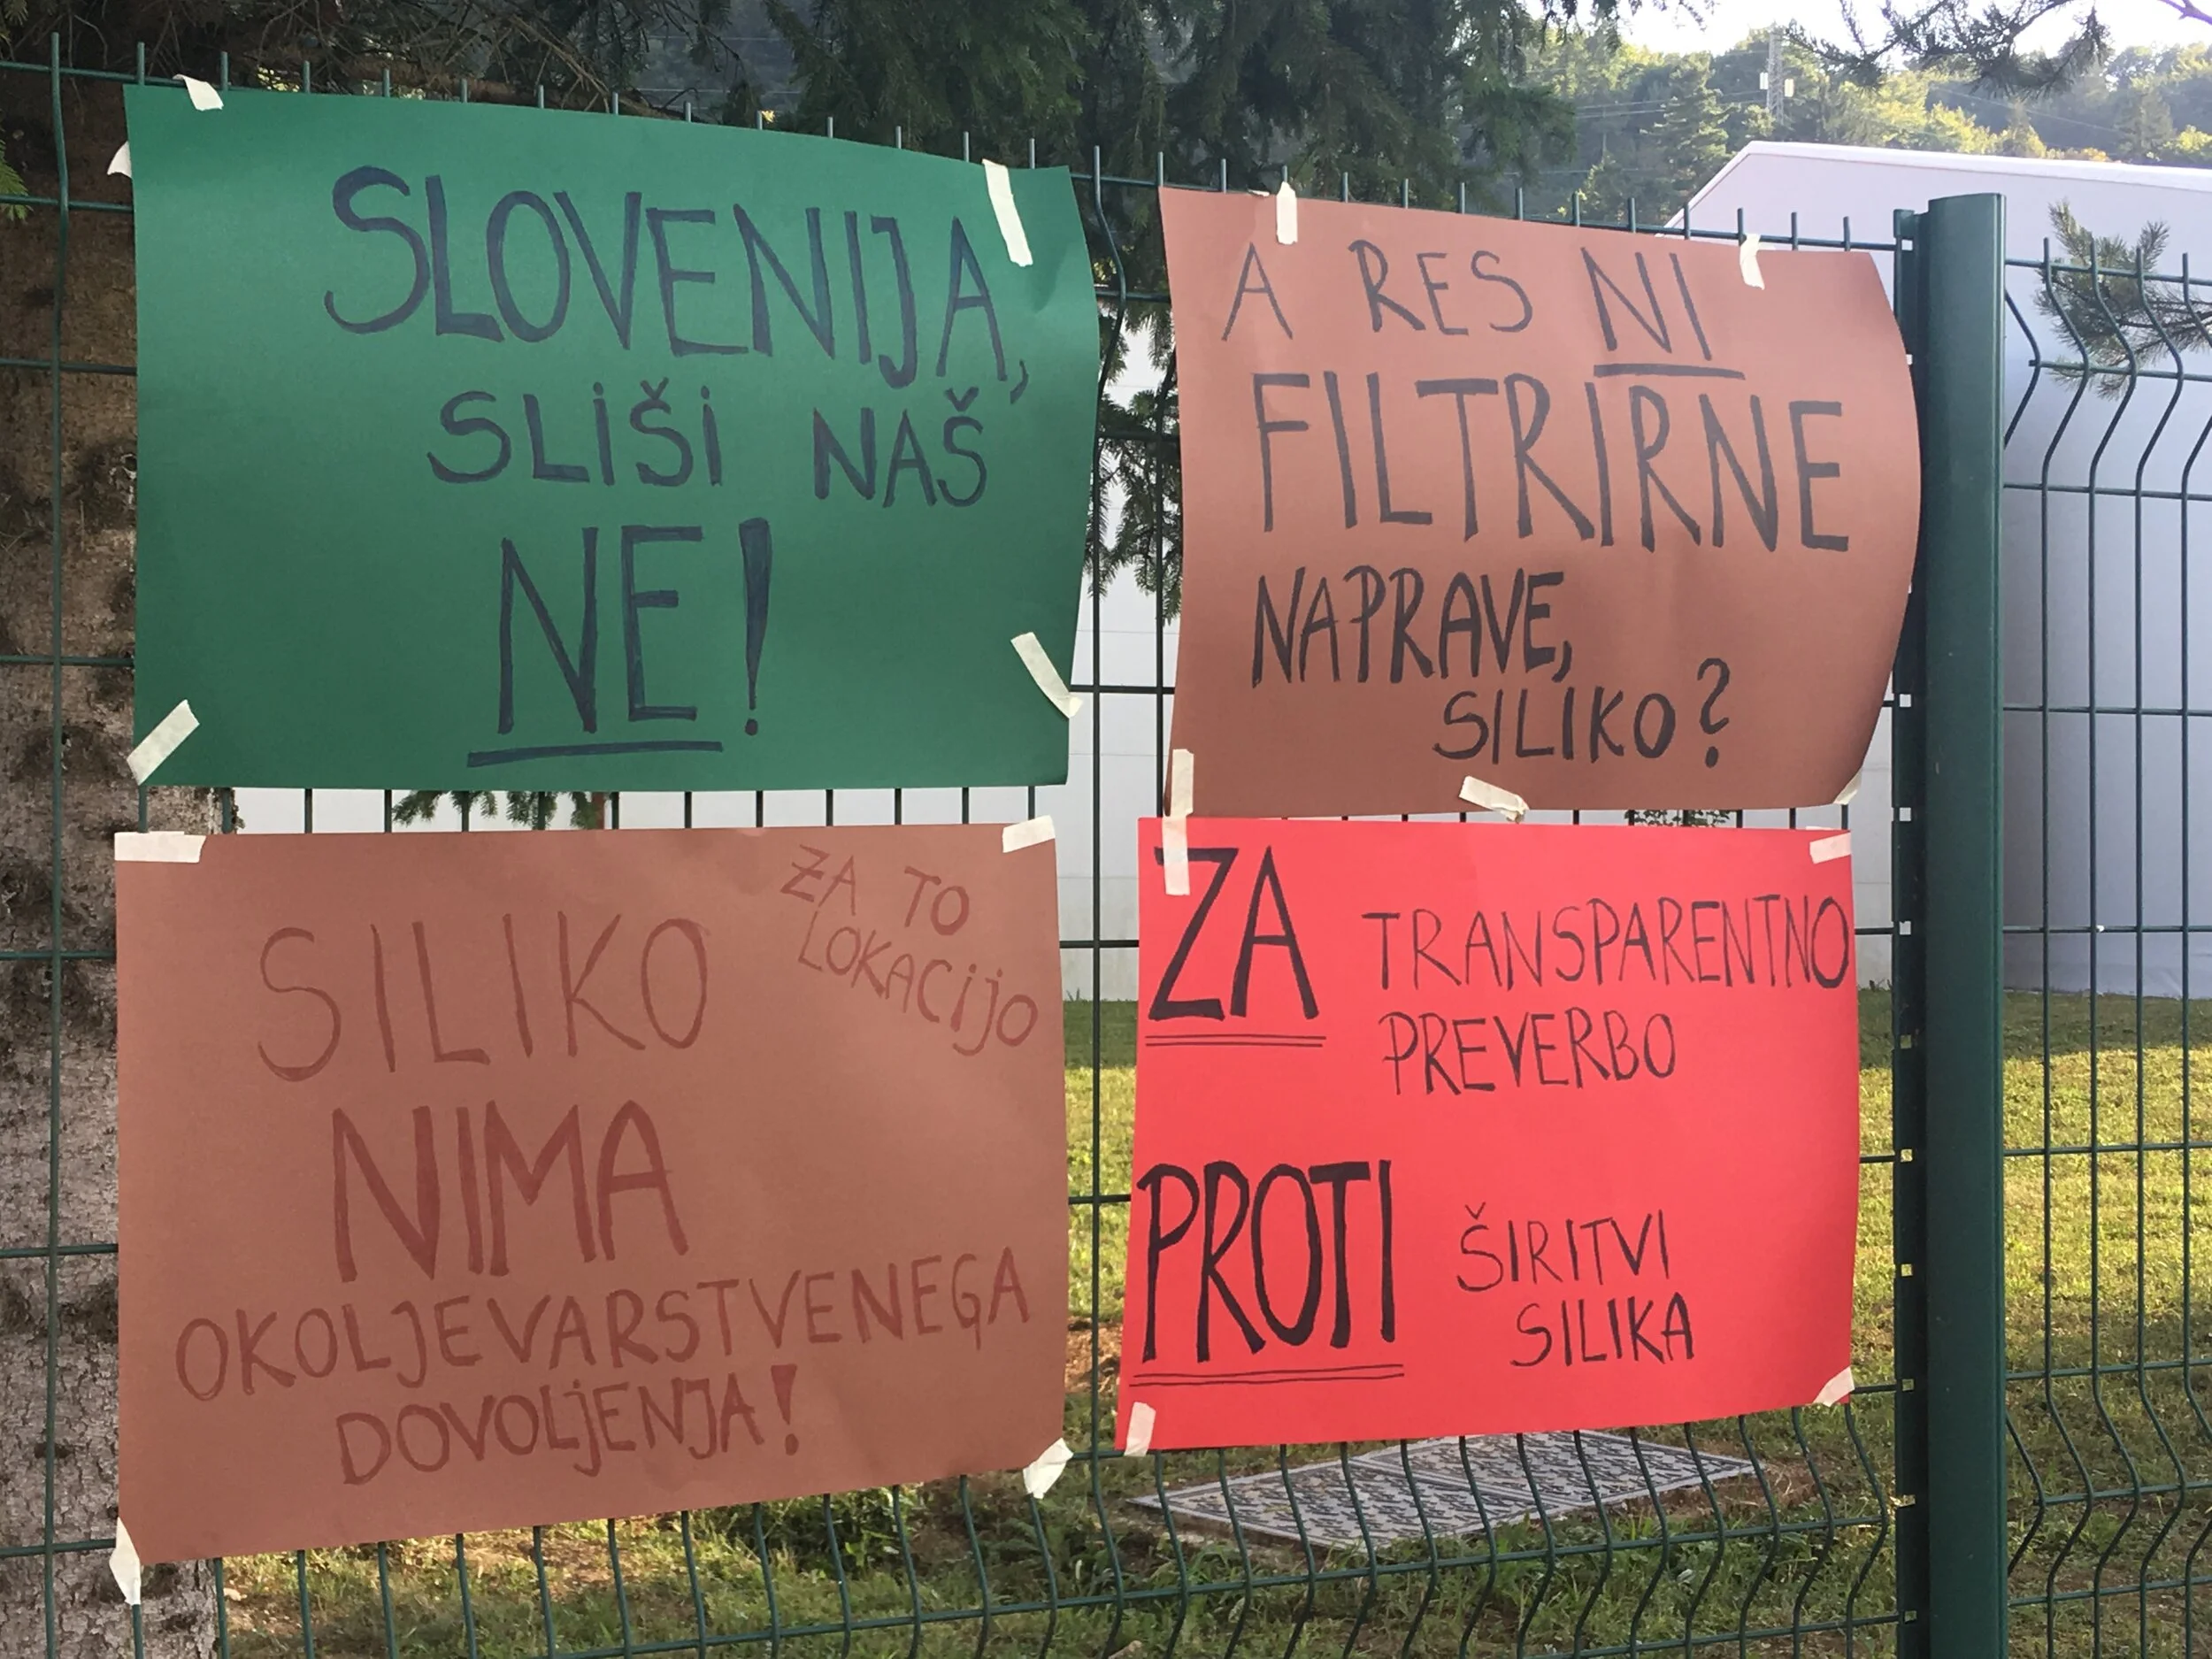 SLOVENIJA,
SLIŠI NAŠ
NE!
A RES NI
FILTRIRNE
NAPRAVE,
SILIKO?
ZA TO
LOKACIJO
SILIKO
NIMA
OKOLJEVARSTVENEGA
DOVOLJENJA!
ZA TRANSPARENTNO
PREVERBO
PROTI ŠIRITVI
SILIKA